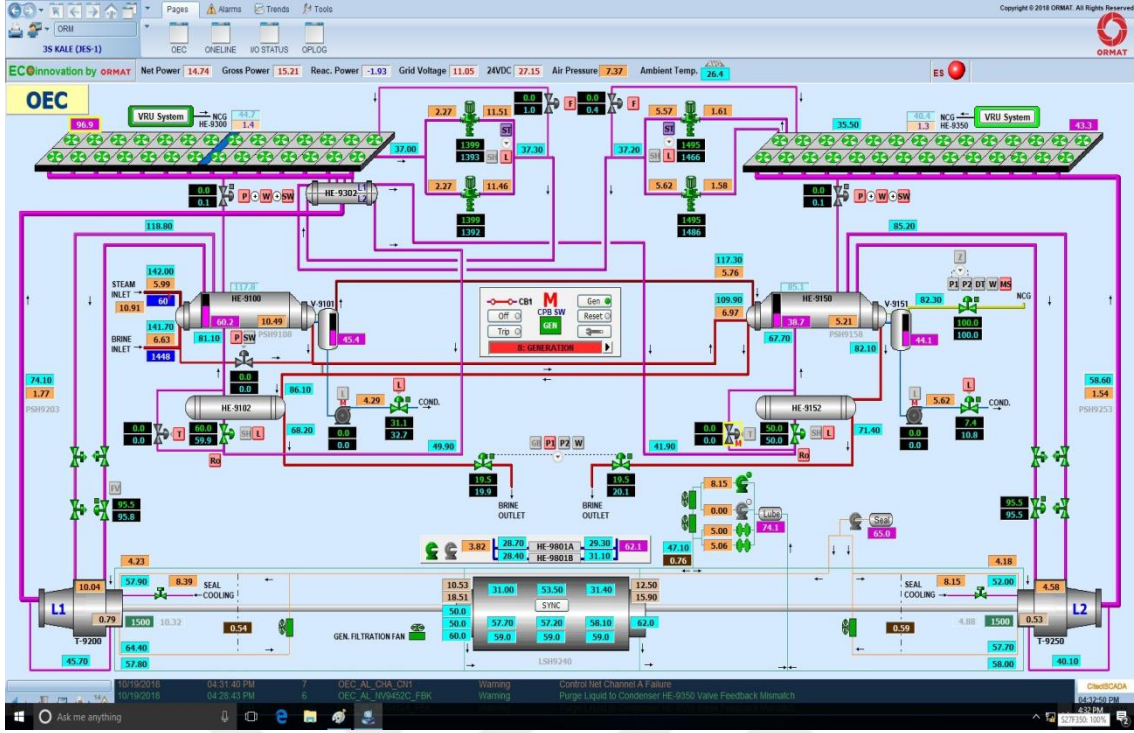 Pages Alarms Trends Tools
Copyright © 2018 ORMAT. All Rights Reserved
ORM
3S KALE (JES-1)
OEC ONELINE I/O STATUS OPLOG
ORMAT
ECOinnovation by ORMAT Net Power 14.74 Gross Power 15.21 Reac. Power -1.93 Grid Voltage 11.05 24VDC 27.15 Air Pressure 7.37 Ambient Temp. AVG 26.4 ES
OEC
96.9 VRU System NCG HE-9300 44.7 1.4
2.27 11.51 0.0 1.0 F 0.0 0.4 F 5.57 1.61
35.50 NCG HE-9350 40.4 1.3 VRU System 43.3
37.00 1399 1393 ST SH L 37.30 37.20 ST SH L 1495 1466
HE-9302 L1 L2
0.0 0.1 P + W + SW 2.27 11.46 5.62 1.58 0.0 0.1 P + W + SW
1399 1392 1495 1486
118.80 85.20
142.00 117.8 117.30 85.1 Z
STEAM INLET 5.99 HE-9100 V-9101 5.76 HE-9150 V-9151 P1 P2 DT W MS
10.91 60 82.30 NCG
CB1 M Gen
Off CPB SW Reset
Trip GEN
8: GENERATION
141.70 60.2 10.49 PSH9108 45.4 109.90 6.97 38.7 5.21 PSH9158 44.1 100.0 100.0
BRINE INLET 6.63 81.10 P SW 67.70 82.10
1448
0.0 0.0
74.10 1.77 PSH9203 86.10 L 4.29 L 58.60 1.54 PSH9253
HE-9102 M COND. HE-9152 L 5.62 L COND.
0.0 0.0 T 60.0 59.9 SH L 68.20 0.0 0.0 31.1 32.7
0.0 0.0 M T 50.0 50.0 SH L 71.40 0.0 0.0 7.4 10.8
Ro 49.90 GB P1 P2 W 41.90 Ro
19.5 19.9 19.5 20.1
BRINE OUTLET BRINE OUTLET
FV 95.5 95.8 95.5 95.5
8.15
0.00 Lube 74.1
5.00 Seal 65.0
5.06
3.82 28.70 HE-9801A 29.30 62.1 47.10
28.40 HE-9801B 31.10 0.76
4.23 4.18
57.90 8.39 SEAL COOLING 8.15 SEAL COOLING 52.00
10.04 10.53 31.00 53.50 31.40 12.50 4.58
18.51 SYNC 15.90
L1 0.79 1500 10.32 0.54 50.0 0.59 4.88 1500 0.53 L2
T-9200 50.0 57.70 57.20 58.10 62.0 T-9250
GEN. FILTRATION FAN 60.0 59.0 59.0 59.0
64.40 LSH9240 57.70
45.70 57.80 58.00 40.10
10/19/2018 04:31:40 PM 7 OEC_AL_CHA_CN1 Warning Control Net Channel A Failure
10/19/2018 04:28:43 PM 6 OEC_AL_NV9452C_FBK Warning Purge Liquid to Condenser HE-9350 Valve Feedback Mismatch
CitectSCADA
04:32:50 PM
Ask me anything
4:32 PM
S27F350: 100%